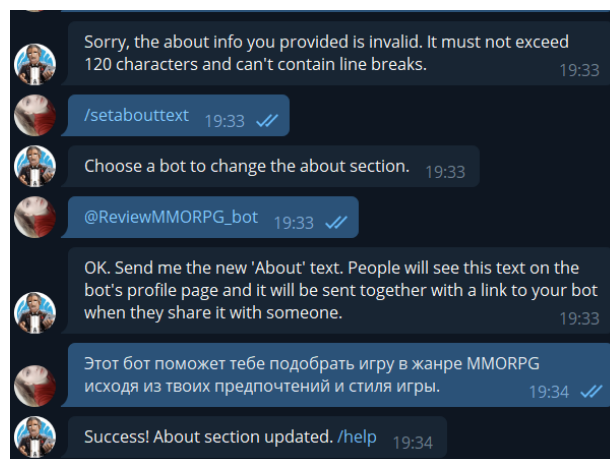 Sorry, the about info you provided is invalid. It must not exceed
120 characters and can't contain line breaks.
19:33
/setabouttext
19:33
Choose a bot to change the about section.
19:33
@ReviewMMORPG_bot
19:33
OK. Send me the new 'About' text. People will see this text on the
bot's profile page and it will be sent together with a link to your bot
when they share it with someone.
19:33
Этот бот поможет тебе подобрать игру в жанре MMORPG
исходя из твоих предпочтений и стиля игры.
19:34
Success! About section updated. /help
19:34